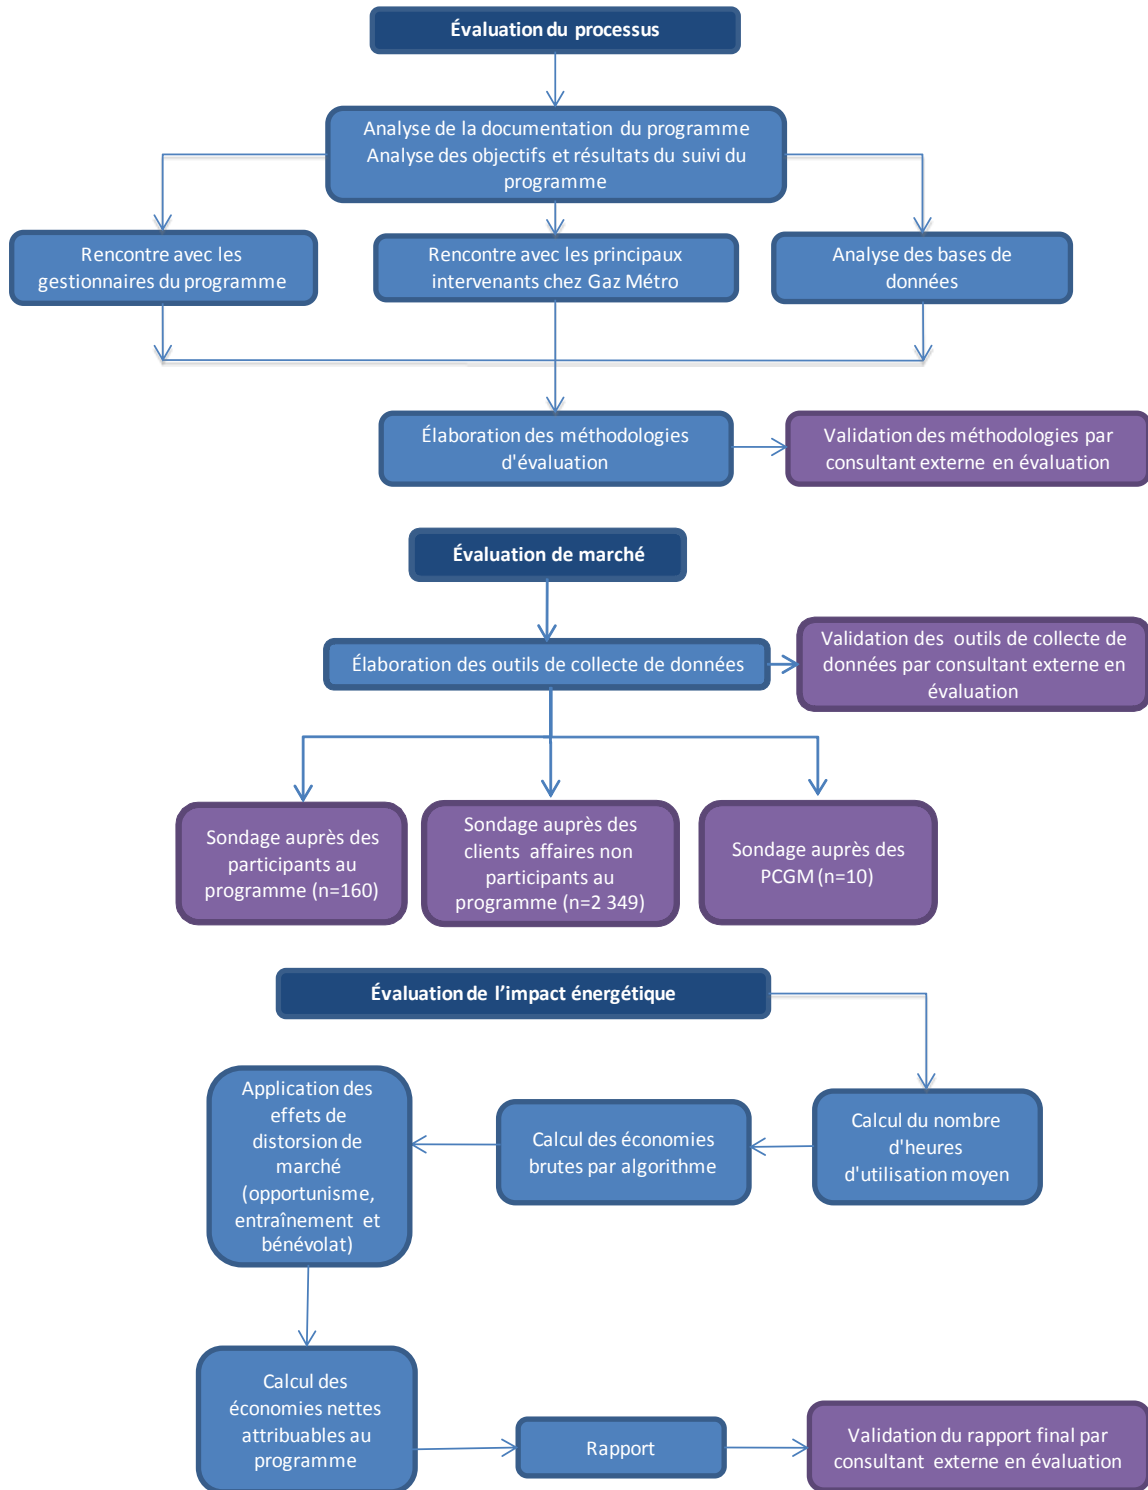 Évaluation du processus
Analyse de la documentation du programme
Analyse des objectifs et résultats du suivi du
programme
Rencontre avec les
gestionnaires du programme
Rencontre avec les principaux
intervenants chez Gaz Métro
Analyse des bases de
données
Élaboration des méthodologies
d'évaluation
Validation des méthodologies par
consultant externe en évaluation
Évaluation de marché
Élaboration des outils de collecte de données
Validation des outils de collecte de
données par consultant externe en
évaluation
Sondage auprès des
participants au
programme (n=160)
Sondage auprès des
clients affaires non
participants au
programme (n=2 349)
Sondage auprès des
PCGM (n=10)
Évaluation de l'impact énergétique
Calcul du nombre
d'heures
d'utilisation moyen
Calcul des économies
brutes par algorithme
Application des
effets de
distorsion de
marché
(opportunisme,
entraînement et
bénévolat)
Calcul des
économies nettes
attribuables au
programme
Rapport
Validation du rapport final par
consultant externe en évaluation